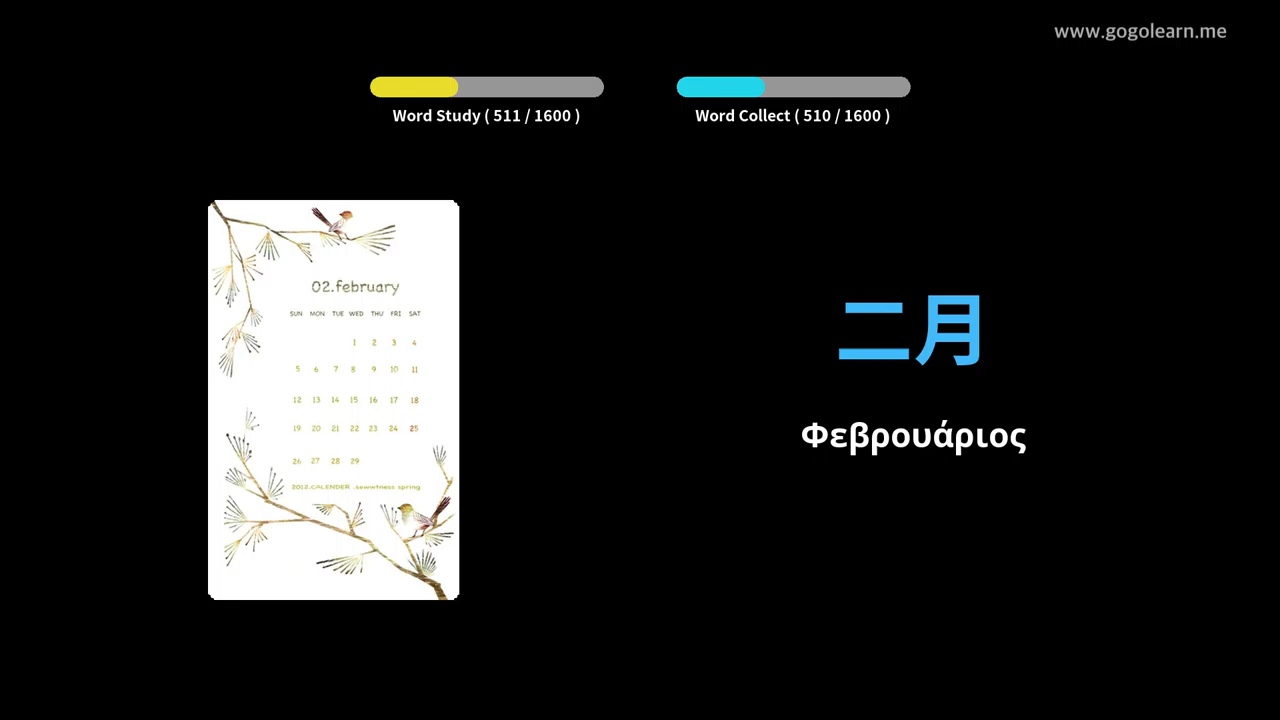 www.gogolearn.me
Word Study ( 511 / 1600 )
Word Collect ( 510 / 1600 )
02.february
SUN MON TUE WED THU FRI SAT
1 2 3 4
5 6 7 8 9 10 11
12 13 14 15 16 17 18
19 20 21 22 23 24 25
26 27 28 29
2012.CALENDER .sewwtness spring
二月
Φεβρουάριος